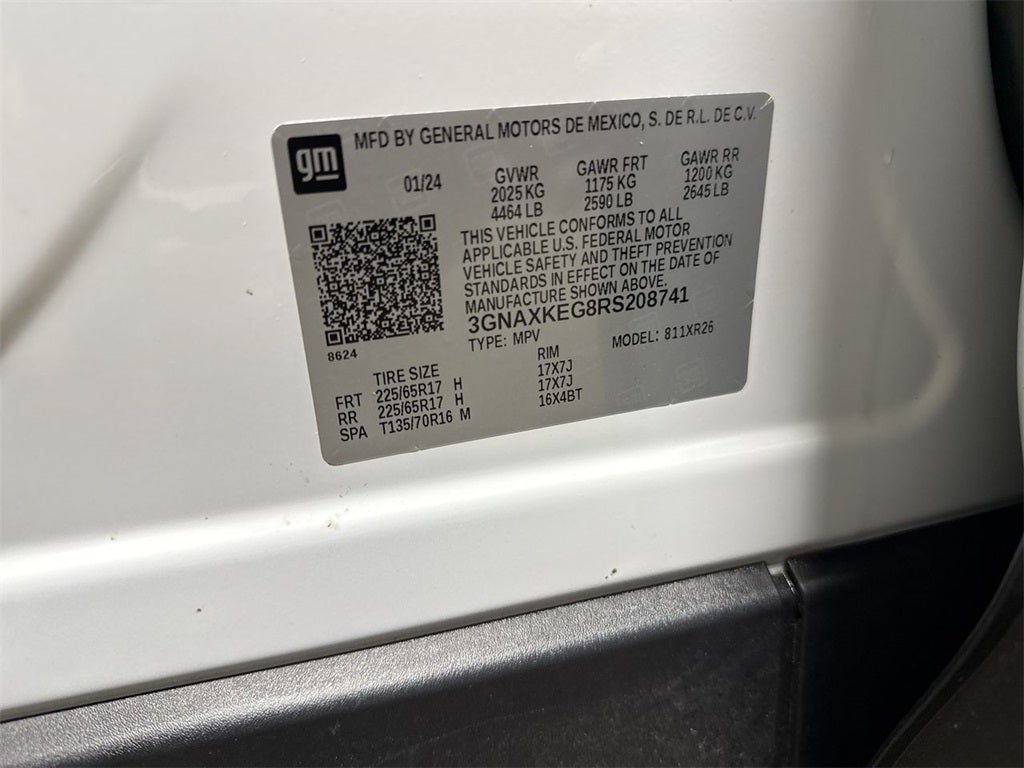 gm
MFD BY GENERAL MOTORS DE MEXICO, S. DE R.L. DE C.V.
01/24
GVWR GAWR FRT GAWR RR
2025 KG 1175 KG 1200 KG
4464 LB 2590 LB 2645 LB
THIS VEHICLE CONFORMS TO ALL
APPLICABLE U.S. FEDERAL MOTOR
VEHICLE SAFETY AND THEFT PREVENTION
STANDARDS IN EFFECT ON THE DATE OF
MANUFACTURE SHOWN ABOVE.
3GNAXKEG8RS208741
TYPE: MPV MODEL: 811XR26
8624
TIRE SIZE RIM
FRT 225/65R17 H 17X7J
RR 225/65R17 H 17X7J
SPA T135/70R16 M 16X4BT